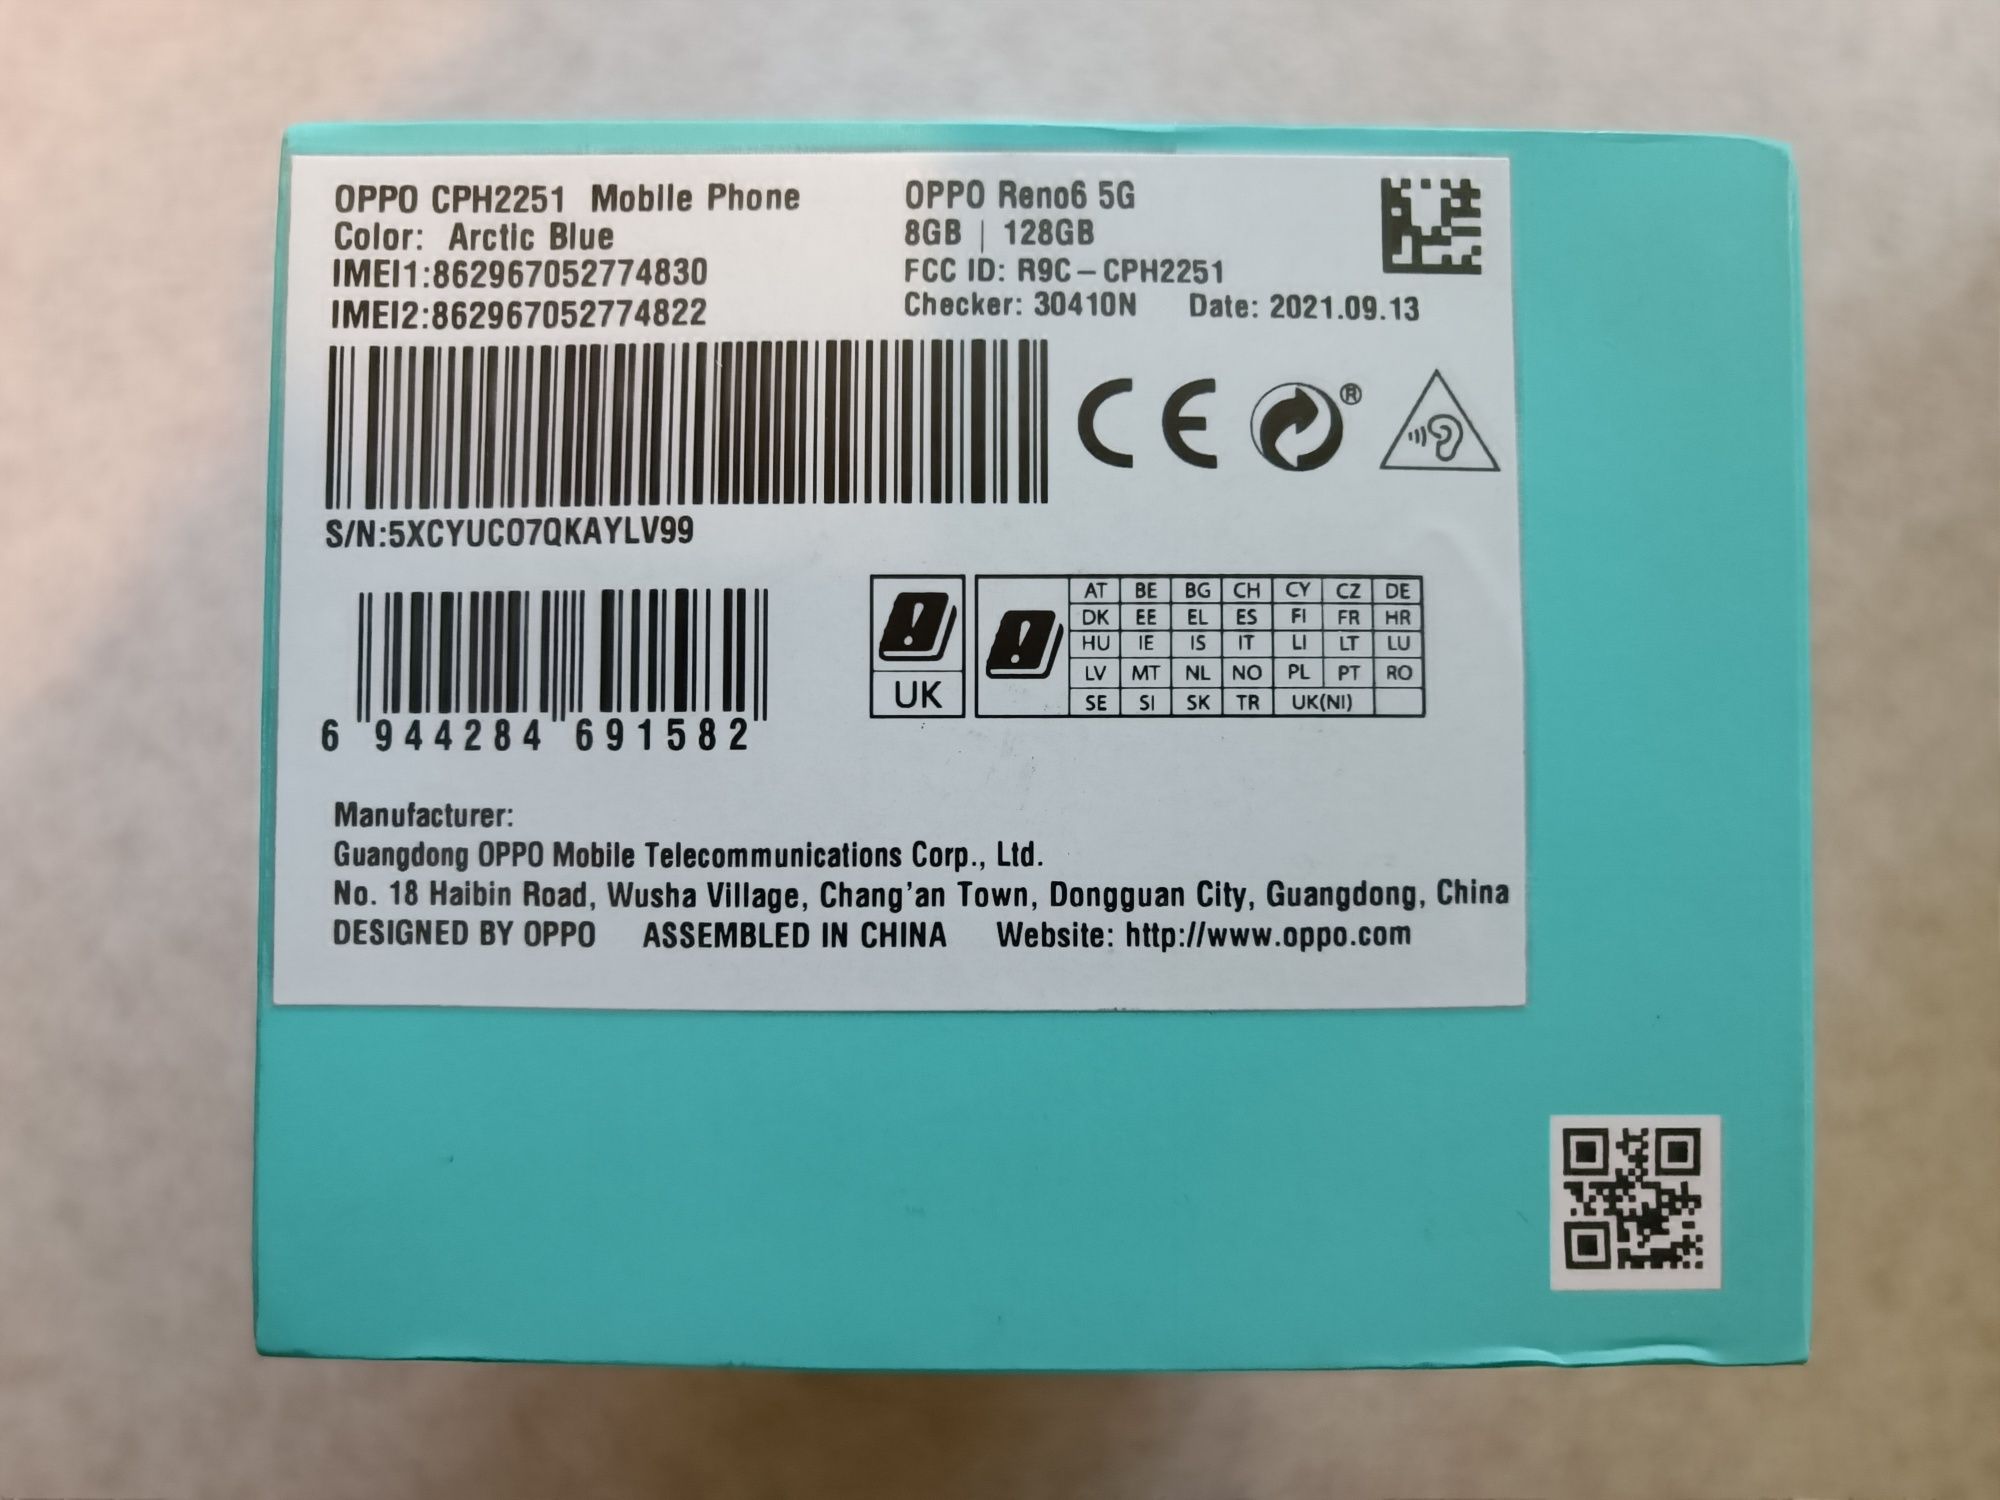 OPPO CPH2251 Mobile Phone
Color: Arctic Blue
IMEI1:862967052774830
IMEI2:862967052774822
OPPO Reno6 5G
8GB | 128GB
FCC ID: R9C-CPH2251
Checker: 30410N Date: 2021.09.13
CE ®
S/N:5XCYUCO7QKAYLV99
6 944284 691582
UK
AT BE BG CH CY CZ DE
DK EE EL ES FI FR HR
HU IE IS IT LI LT LU
LV MT NL NO PL PT RO
SE SI SK TR UK(NI)
Manufacturer:
Guangdong OPPO Mobile Telecommunications Corp., Ltd.
No. 18 Haibin Road, Wusha Village, Chang'an Town, Dongguan City, Guangdong, China
DESIGNED BY OPPO ASSEMBLED IN CHINA Website: http://www.oppo.com